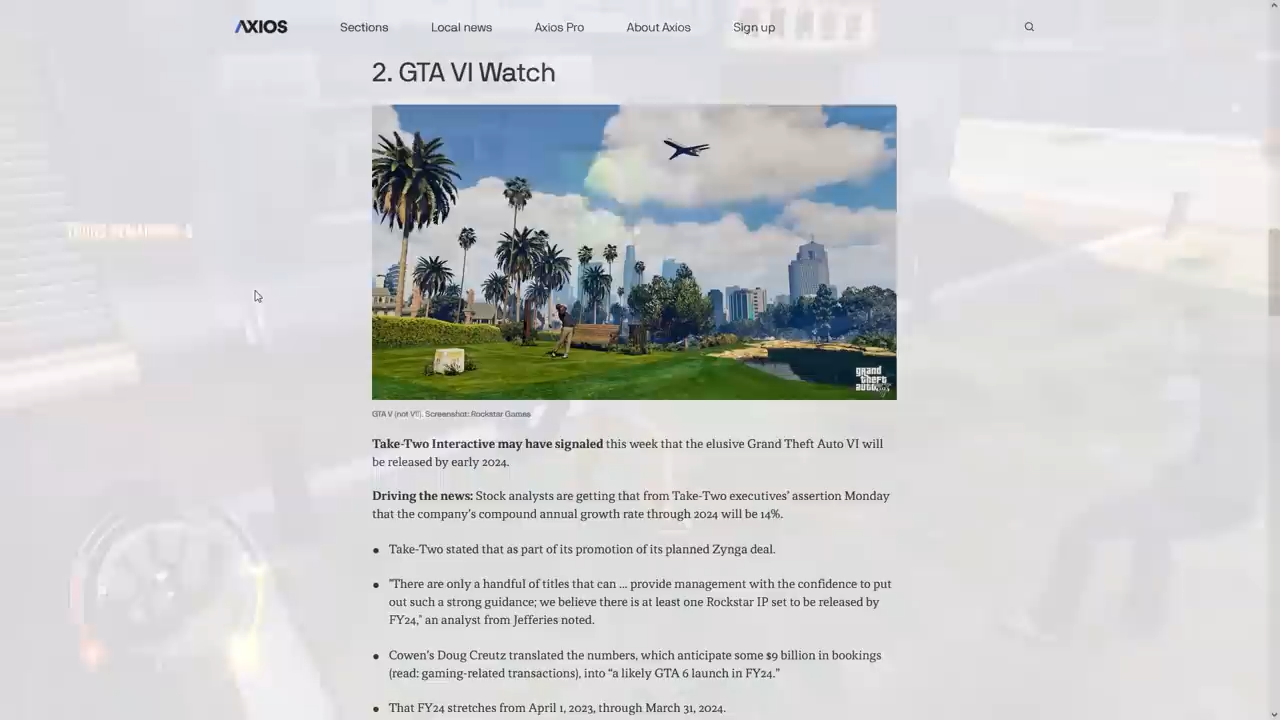 AXIOS Sections Local news Axios Pro About Axios Sign up
2. GTA VI Watch
grand
theft
auto
GTA V (not VI!). Screenshot: Rockstar Games
Take-Two Interactive may have signaled this week that the elusive Grand Theft Auto VI will
be released by early 2024.
Driving the news: Stock analysts are getting that from Take-Two executives' assertion Monday
that the company's compound annual growth rate through 2024 will be 14%.
• Take-Two stated that as part of its promotion of its planned Zynga deal.
• "There are only a handful of titles that can ... provide management with the confidence to put
out such a strong guidance; we believe there is at least one Rockstar IP set to be released by
FY24," an analyst from Jefferies noted.
• Cowen's Doug Creutz translated the numbers, which anticipate some $9 billion in bookings
(read: gaming-related transactions), into “a likely GTA 6 launch in FY24.”
• That FY24 stretches from April 1, 2023, through March 31, 2024.